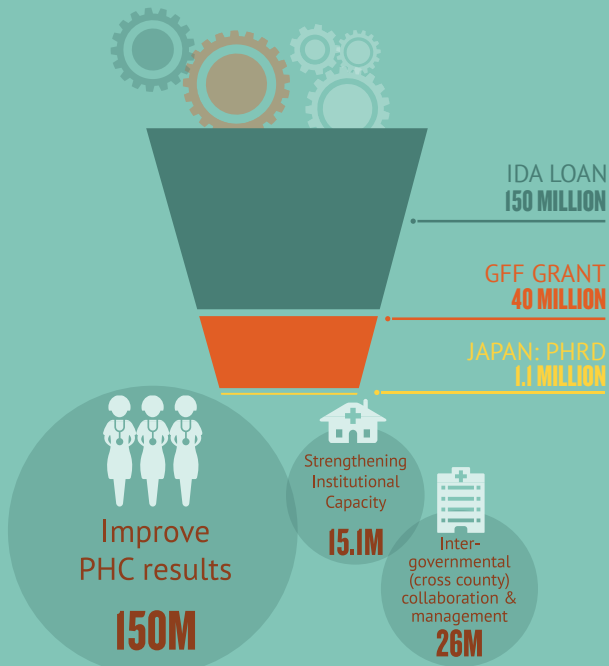 IDA LOAN
150 MILLION
GFF GRANT
40 MILLION
JAPAN: PHRD
1.1 MILLION
Improve
PHC results
150M
Strengthening
Institutional
Capacity
15.1M
Inter-
governmental
(cross county)
collaboration &
management
26M